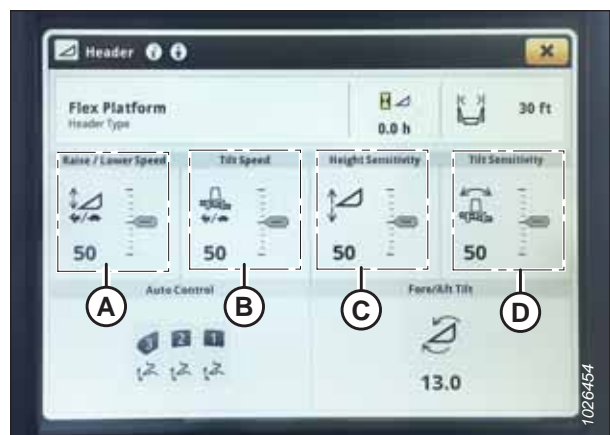 Header
Flex Platform
Header Type
0.0 h
30 ft
Raise / Lower Speed
Tilt Speed
Height Sensitivity
Tilt Sensitivity
50
50
50
50
A
B
C
D
Auto Control
Fore/Aft Tilt
3 2 1
13.0
1026454